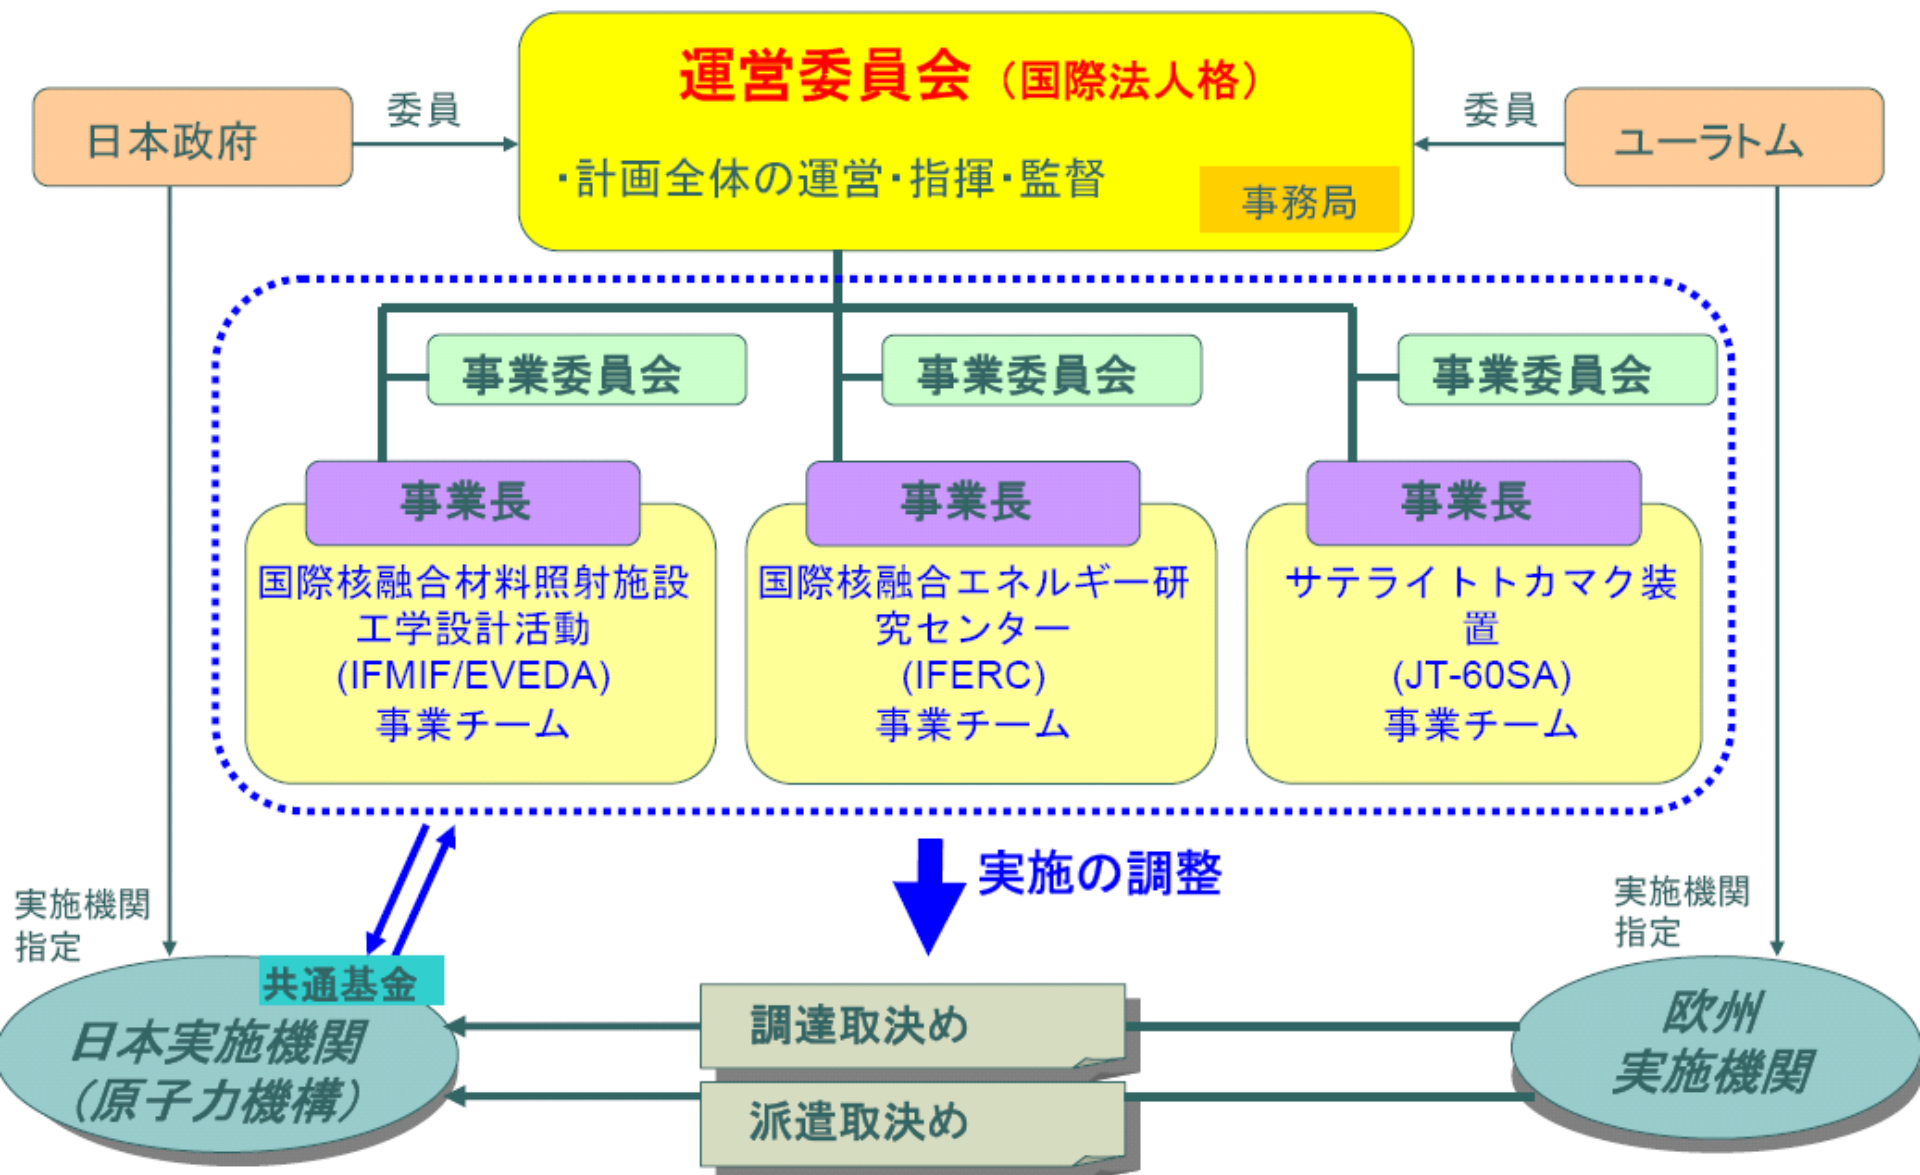 運営委員会（国際法人格）
日本政府
委員
委員
ユーラトム
・計画全体の運営・指揮・監督
事務局
事業委員会
事業委員会
事業委員会
事業長
事業長
事業長
国際核融合材料照射施設
工学設計活動
(IFMIF/EVEDA)
事業チーム
国際核融合エネルギー研
究センター
(IFERC)
事業チーム
サテライトトカマク装
置
(JT-60SA)
事業チーム
実施の調整
実施機関
指定
実施機関
指定
共通基金
日本実施機関
（原子力機構）
調達取決め
派遣取決め
欧州
実施機関